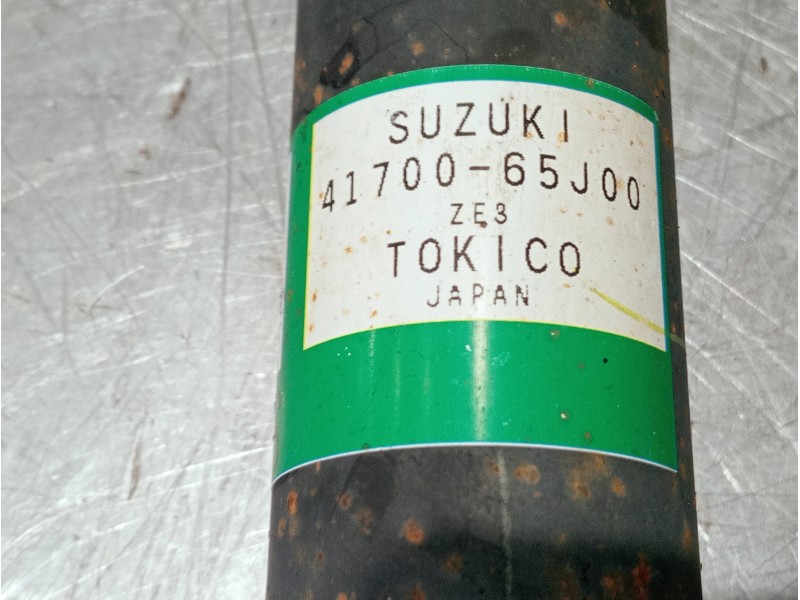 SUZUKI
41700-65J00
ZE3
TOKICO
JAPAN